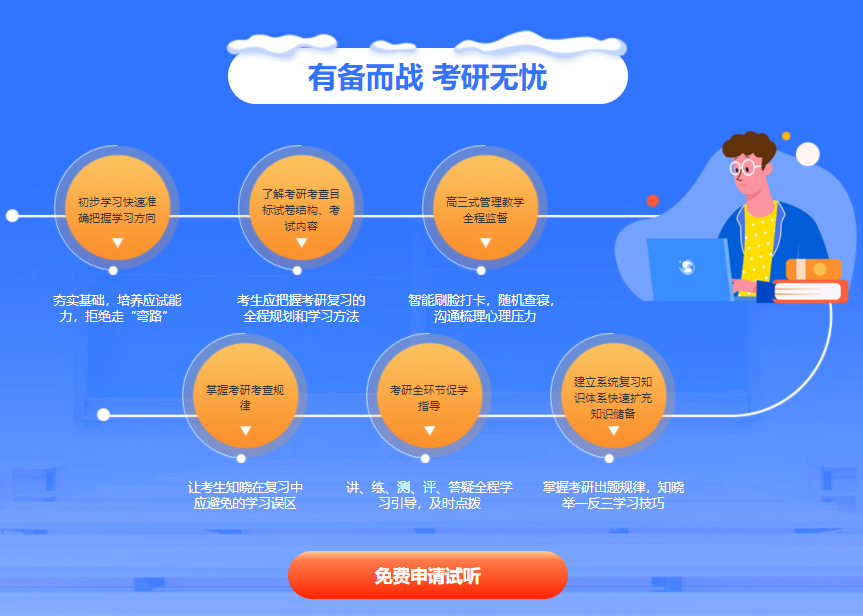 有备而战 考研无忧
初步学习快速准
确把握学习方向
了解考研考查目
标试卷结构、考
试内容
高三式管理教学
全程监督
夯实基础，培养应试能
力，拒绝走“弯路”
考生应把握考研复习的
全程规划和学习方法
智能刷脸打卡，随机查寝，
沟通梳理心理压力
掌握考研考查规
律
考研全环节促学
指导
建立系统复习知
识体系快速扩充
知识储备
让考生知晓在复习中
应避免的学习误区
讲、练、测、评、答疑全程学
习引导，及时点拨
掌握考研出题规律，知晓
举一反三学习技巧
免费申请试听